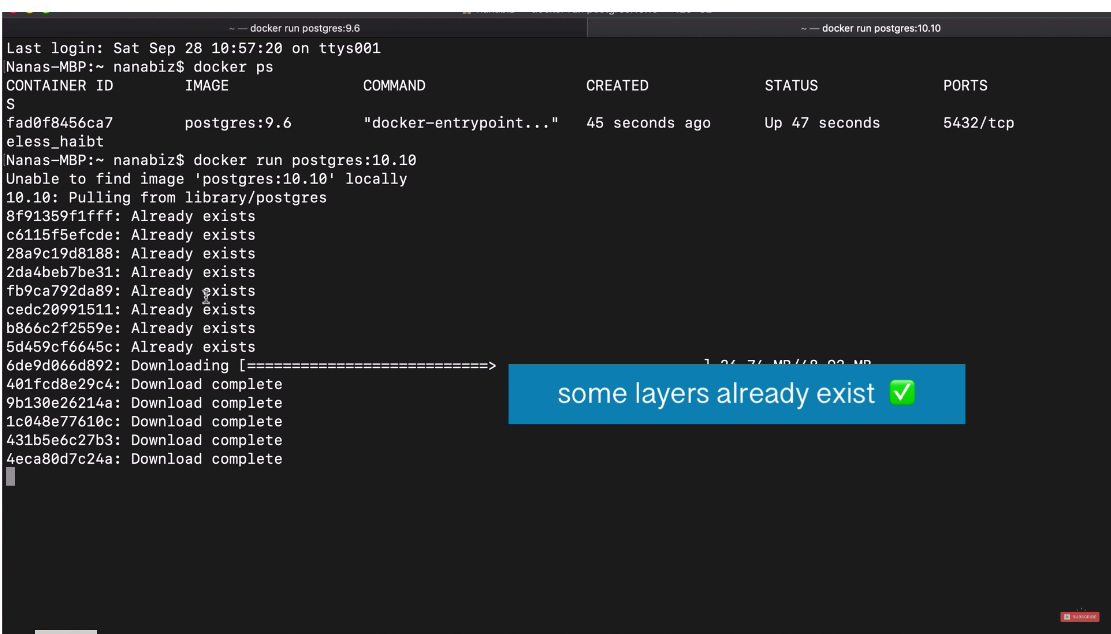 ~ — docker run postgres:9.6
~ — docker run postgres:10.10
Last login: Sat Sep 28 10:57:20 on ttys001
[Nanas-MBP:~ nanabiz$ docker ps
CONTAINER ID        IMAGE               COMMAND                  CREATED             STATUS              PORTS
S
fad0f8456ca7        postgres:9.6        "docker-entrypoint..."   45 seconds ago      Up 47 seconds       5432/tcp
eless_haibt
[Nanas-MBP:~ nanabiz$ docker run postgres:10.10
Unable to find image 'postgres:10.10' locally
10.10: Pulling from library/postgres
8f91359f1fff: Already exists
c6115f5efcde: Already exists
28a9c19d8188: Already exists
2da4beb7be31: Already exists
fb9ca792da89: Already exists
cedc20991511: Already exists
b866c2f2559e: Already exists
5d459cf6645c: Already exists
6de9d066d892: Downloading [===========================>
401fcd8e29c4: Download complete
9b130e26214a: Download complete
1c048e77610c: Download complete
431b5e6c27b3: Download complete
4eca80d7c24a: Download complete
some layers already exist ✅
SUBSCRIBE